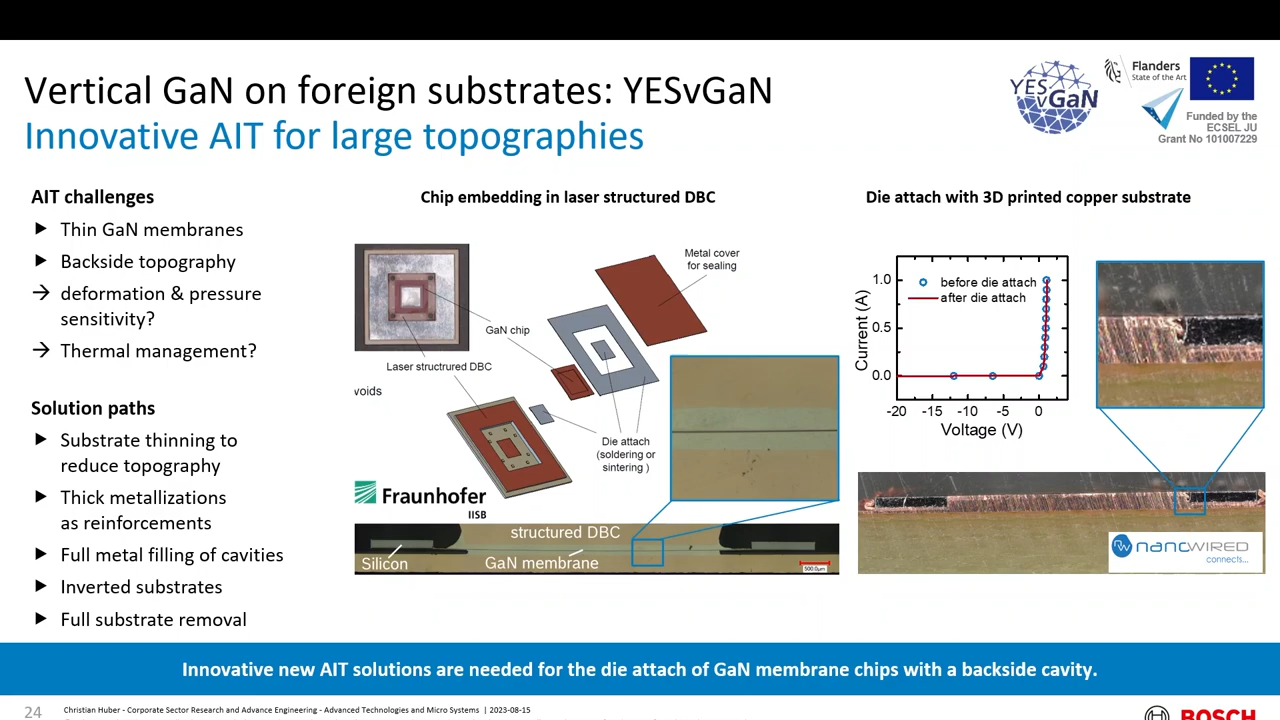 Vertical GaN on foreign substrates: YESvGaN
Innovative AIT for large topographies
YES
vGaN
Flanders
State of the Art
Funded by the
ECSEL JU
Grant No 101007229
AIT challenges
Thin GaN membranes
Backside topography
→ deformation & pressure
sensitivity?
→ Thermal management?
Solution paths
Substrate thinning to
reduce topography
Thick metallizations
as reinforcements
Full metal filling of cavities
Inverted substrates
Full substrate removal
Chip embedding in laser structured DBC
Metal cover
for sealing
GaN chip
Laser structrured DBC
voids
Die attach
(soldering or
sintering )
Fraunhofer
IISB
structured DBC
Silicon
GaN membrane
500.0µm
Die attach with 3D printed copper substrate
before die attach
after die attach
Current (A)
1.0
0.5
0.0
-20 -15 -10 -5 0
Voltage (V)
nanowired
connects...
Innovative new AIT solutions are needed for the die attach of GaN membrane chips with a backside cavity.
24
Christian Huber - Corporate Sector Research and Advance Engineering - Advanced Technologies and Micro Systems | 2023-08-15
BOSCH